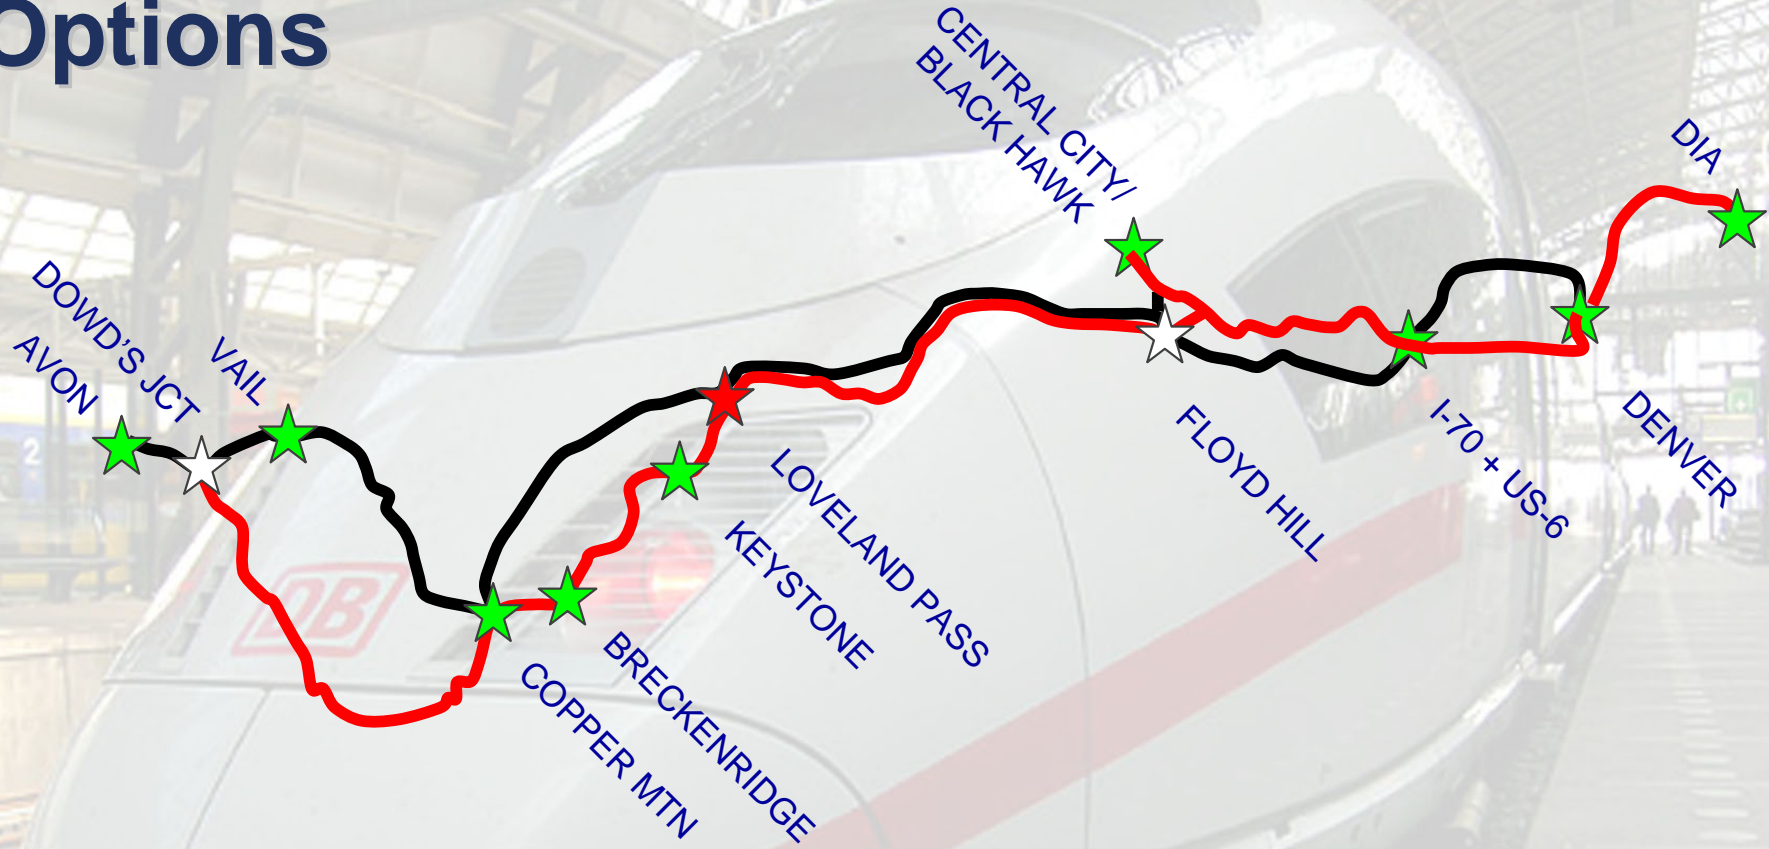 Options
CENTRAL CITY/
BLACK HAWK
DIA
DOWD'S JCT
AVON
VAIL
2
DB
LOVELAND PASS
KEYSTONE
BRECKENRIDGE
COPPER MTN
FLOYD HILL
I-70 + US-6
DENVER